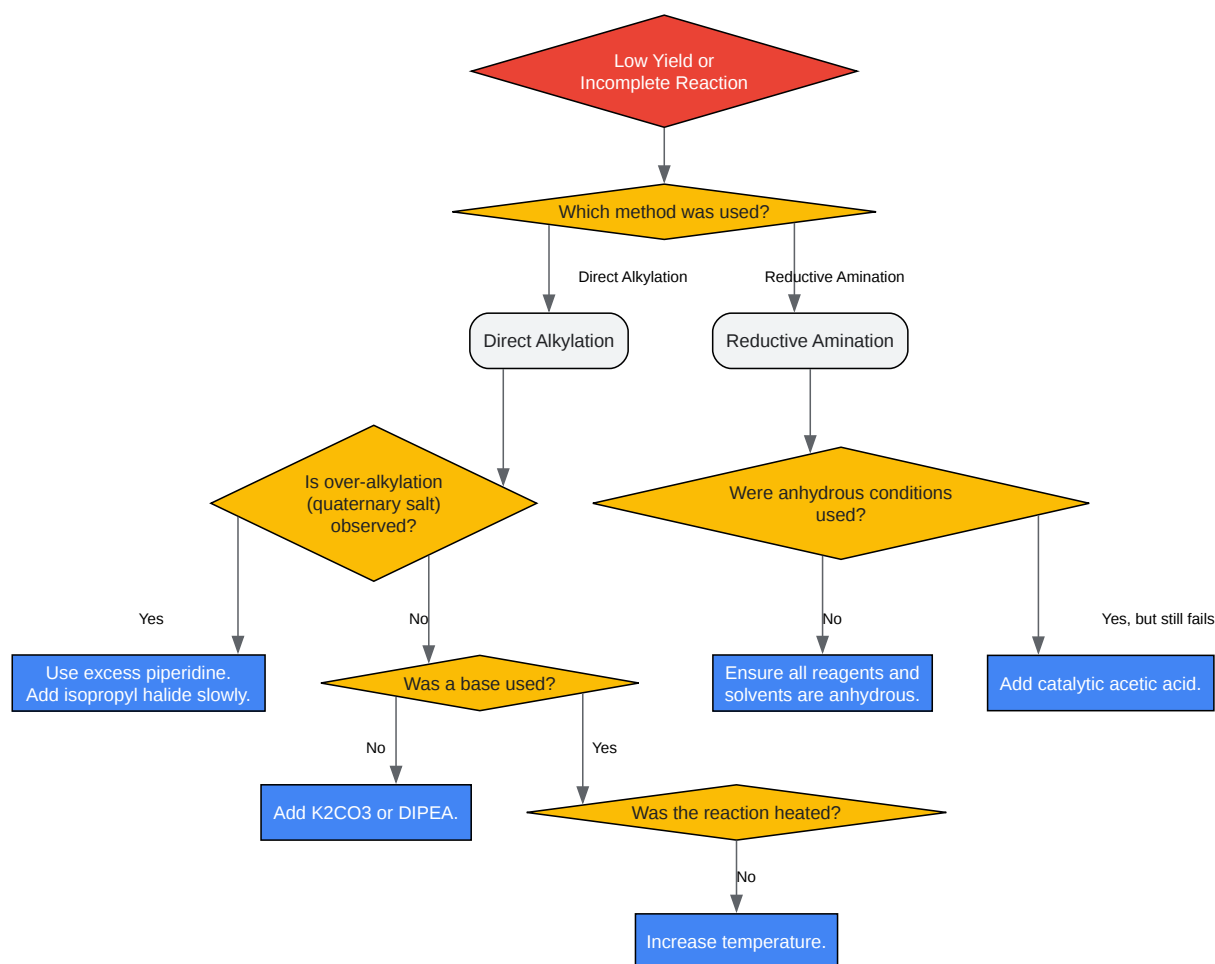 Low Yield or
Incomplete Reaction
Which method was used?
Direct Alkylation
Reductive Amination
Direct Alkylation
Reductive Amination
Is over-alkylation
(quaternary salt)
observed?
Were anhydrous conditions
used?
Yes
No
No
Yes, but still fails
Use excess piperidine.
Add isopropyl halide slowly.
Was a base used?
Ensure all reagents and
solvents are anhydrous.
Add catalytic acetic acid.
No
Yes
Add K2CO3 or DIPEA.
Was the reaction heated?
No
Increase temperature.